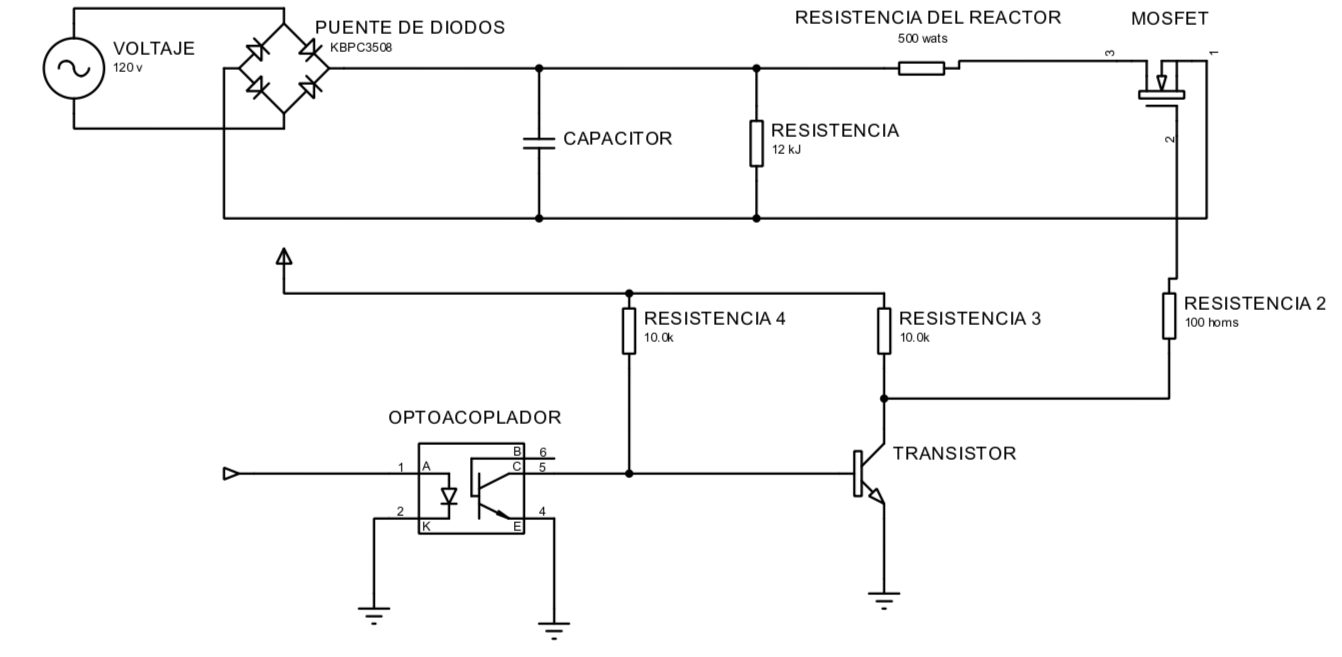 VOLTAJE
120 v
PUENTE DE DIODOS
KBPC3508
RESISTENCIA DEL REACTOR
500 wats
MOSFET
3
1
2
CAPACITOR
RESISTENCIA
12 kJ
RESISTENCIA 4
10.0k
RESISTENCIA 3
10.0k
RESISTENCIA 2
100 homs
OPTOACOPLADOR
1
A
B
6
C
5
2
K
E
4
TRANSISTOR